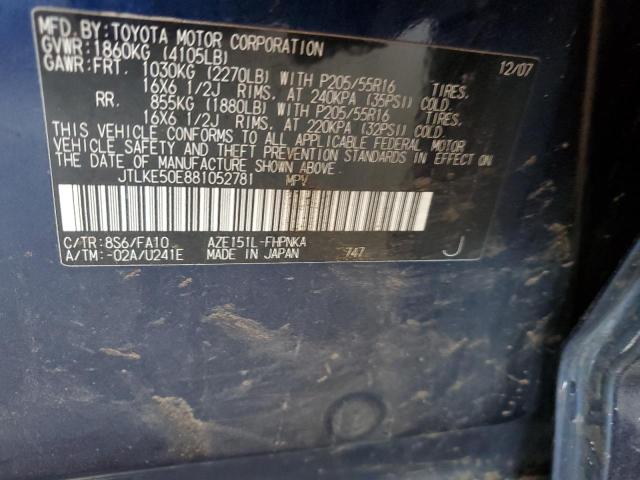 MFD.BY:TOYOTA MOTOR CORPORATION 12/07
GVWR:1860KG (4105LB)
GAWR:FRT. 1030KG (2270LB) WITH P205/55R16 TIRES,
16X6 1/2J RIMS, AT 240KPA (35PSI) COLD.
RR. 855KG (1880LB) WITH P205/55R16 TIRES,
16X6 1/2J RIMS, AT 220KPA (32PSI) COLD.
THIS VEHICLE CONFORMS TO ALL APPLICABLE FEDERAL MOTOR
VEHICLE SAFETY AND THEFT PREVENTION STANDARDS IN EFFECT
ON THE DATE OF MANUFACTURE SHOWN ABOVE.
JTLKE50E881052781 MPV
C/TR:8S6/FA10 AZE151L-FHPNKA
A/TM:-02A/U241E MADE IN JAPAN 747 J